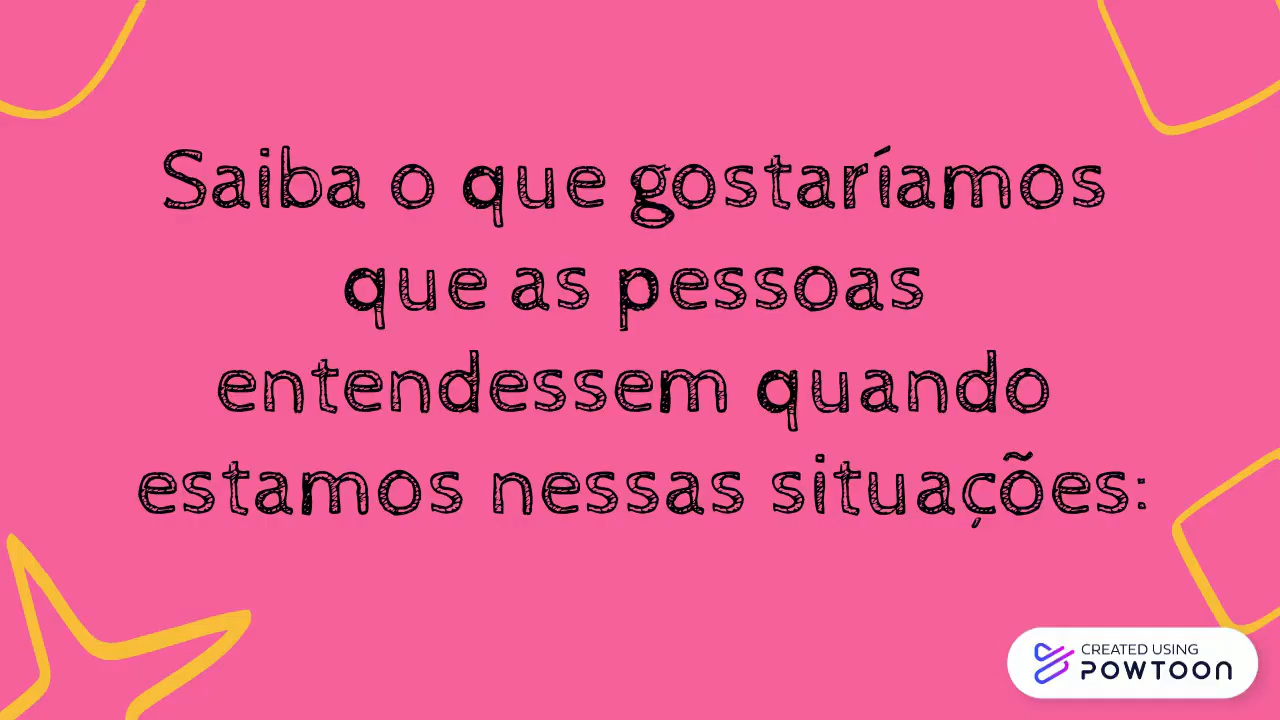 Saiba o que gostaríamos
que as pessoas
entendessem quando
estamos nessas situações:
CREATED USING
POWTOON